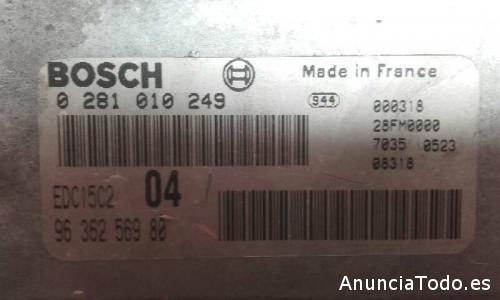 BOSCH
Made in France
0 281 010 249
S44
000318
28FM0000
7035 0523
08318
EDC15C2 04
96 362 569 80
AnunciaTodo.es